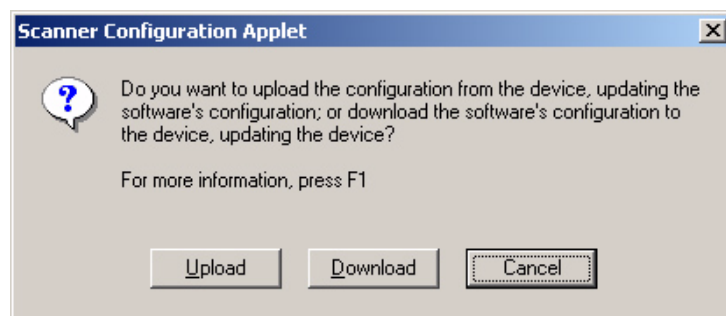 Scanner Configuration Applet
Do you want to upload the configuration from the device, updating the
software's configuration; or download the software's configuration to
the device, updating the device?
For more information, press F1
Upload Download Cancel